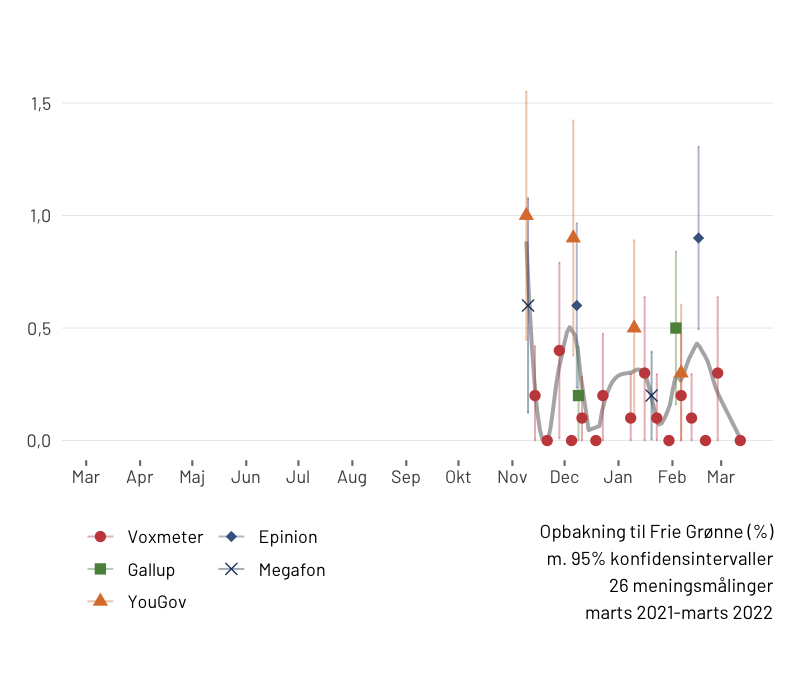 1,5
1,0
0,5
0,0
Mar Apr Maj Jun Jul Aug Sep Okt Nov Dec Jan Feb Mar
Voxmeter Epinion
Gallup Megafon
YouGov
Opbakning til Frie Grønne (%)
m. 95% konfidensintervaller
26 meningsmålinger
marts 2021-marts 2022